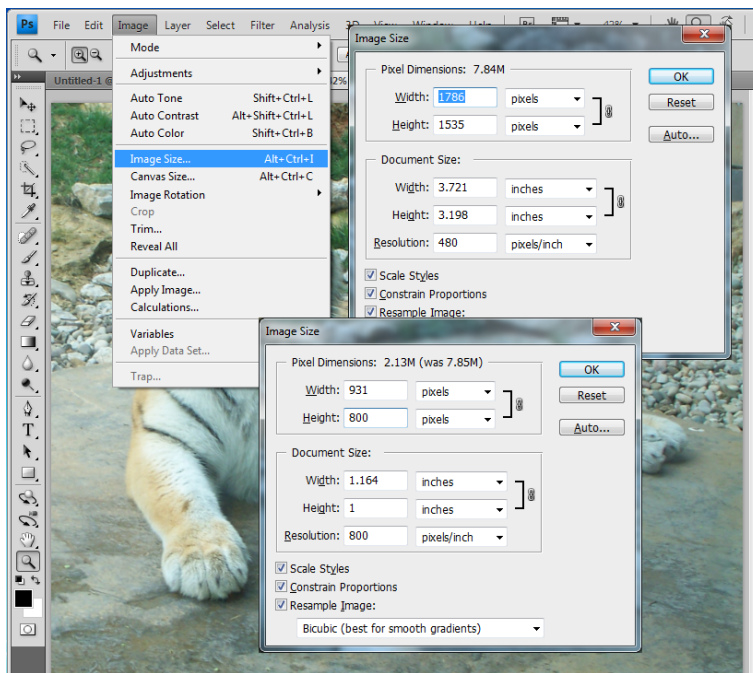 Ps File Edit Image Layer Select Filter Analysis 3D View Window Help Br 42%
Untitled-1 @
Mode
Adjustments
Auto Tone Shift+Ctrl+L
Auto Contrast Alt+Shift+Ctrl+L
Auto Color Shift+Ctrl+B
Image Size... Alt+Ctrl+I
Canvas Size... Alt+Ctrl+C
Image Rotation
Crop
Trim...
Reveal All
Duplicate...
Apply Image...
Calculations...
Variables
Apply Data Set...
Trap...
Image Size
Pixel Dimensions: 7.84M
Width: 1786 pixels
Height: 1535 pixels
OK
Reset
Auto...
Document Size:
Width: 3.721 inches
Height: 3.198 inches
Resolution: 480 pixels/inch
Scale Styles
Constrain Proportions
Resample Image:
Image Size
Pixel Dimensions: 2.13M (was 7.85M)
Width: 931 pixels
Height: 800 pixels
OK
Reset
Auto...
Document Size:
Width: 1.164 inches
Height: 1 inches
Resolution: 800 pixels/inch
Scale Styles
Constrain Proportions
Resample Image:
Bicubic (best for smooth gradients)